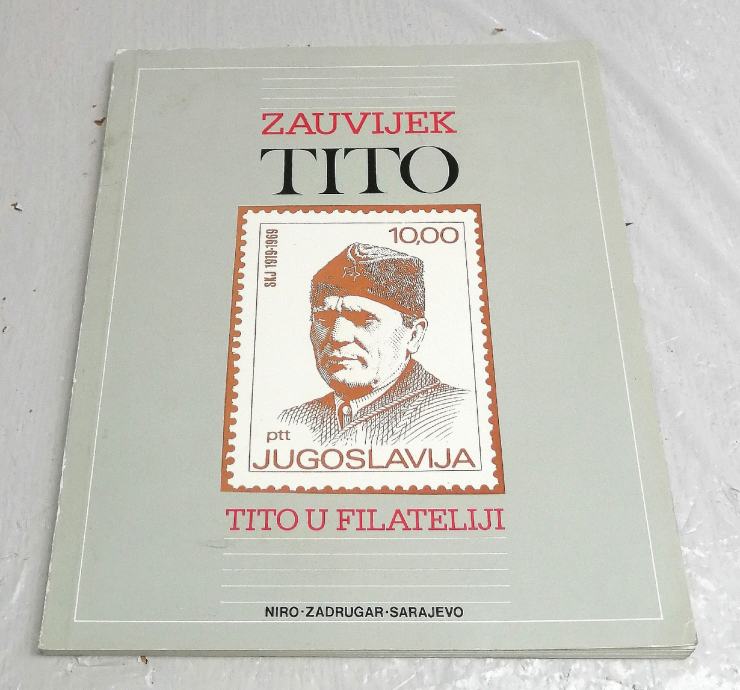 ZAUVIJEK
TITO
10,00
SKJ 1919-1969
ptt
JUGOSLAVIJA
TITO U FILATELIJI
NIRO·ZADRUGAR·SARAJEVO